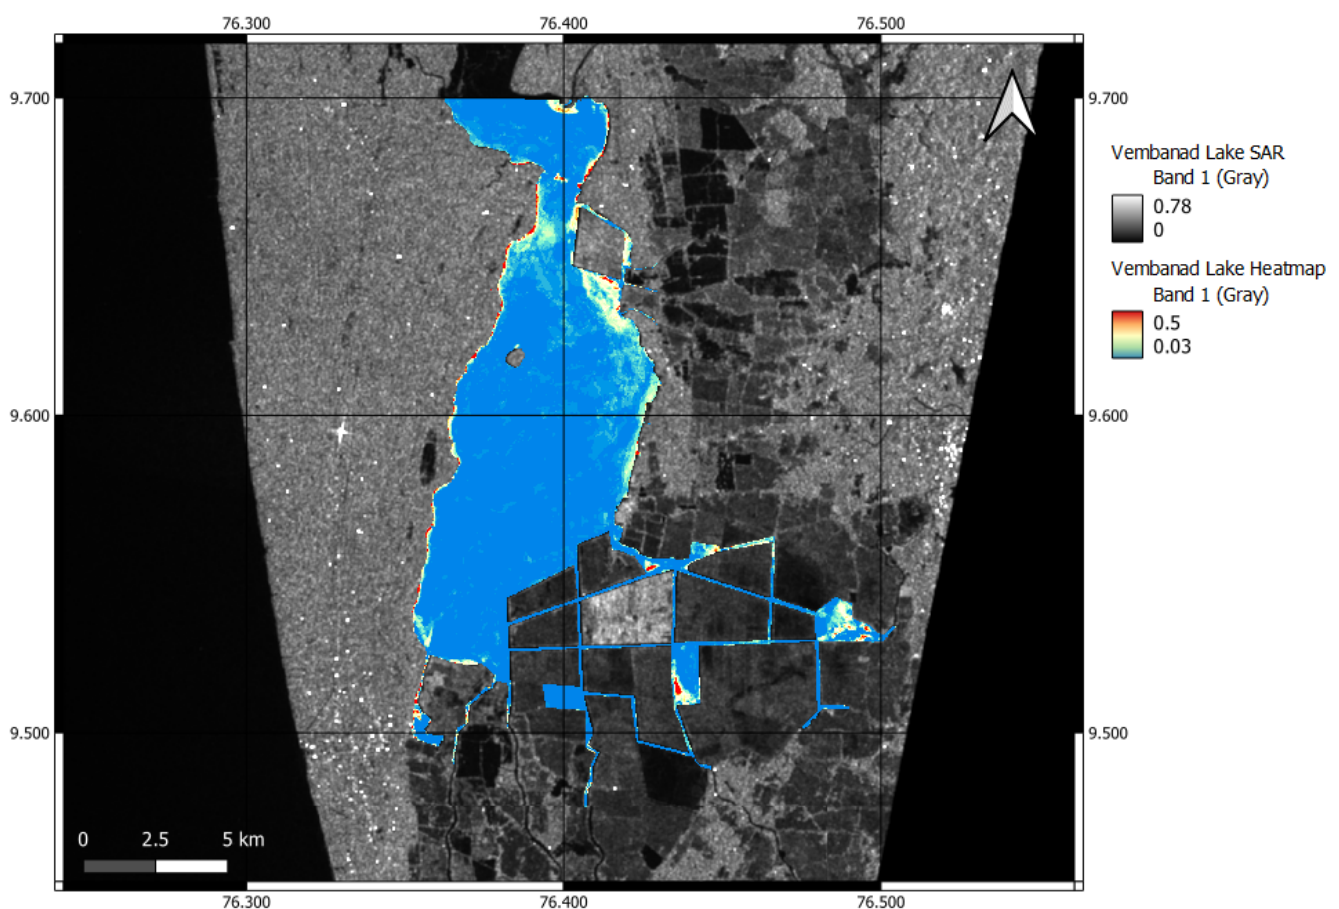 76.300 76.400 76.500
9.700 9.700
Vembanad Lake SAR
Band 1 (Gray)
0.78
0
Vembanad Lake Heatmap
Band 1 (Gray)
0.5
0.03
9.600 9.600
9.500 9.500
0 2.5 5 km
76.300 76.400 76.500